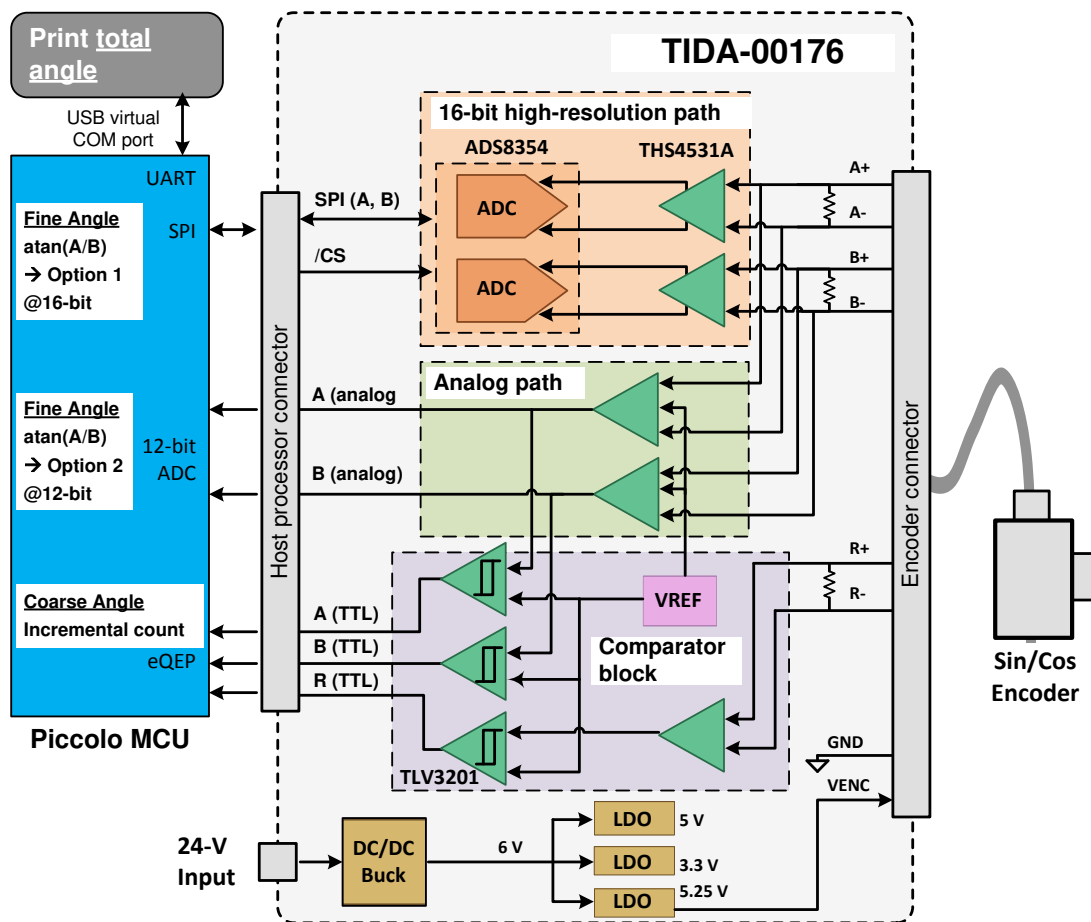 Print total
angle
USB virtual
COM port
UART
Fine Angle
atan(A/B)
→ Option 1
@16-bit
SPI
Fine Angle
atan(A/B)
→ Option 2
@12-bit
12-bit
ADC
Coarse Angle
Incremental count
eQEP
Piccolo MCU
Host processor connector
TIDA-00176
16-bit high-resolution path
ADS8354
THS4531A
SPI (A, B)
/CS
ADC
ADC
A+
A-
B+
B-
Analog path
A (analog
B (analog)
A (TTL)
B (TTL)
R (TTL)
VREF
Comparator
block
TLV3201
R+
R-
GND
VENC
Encoder connector
Sin/Cos
Encoder
24-V
Input
DC/DC
Buck
6 V
LDO
5 V
LDO
3.3 V
LDO
5.25 V